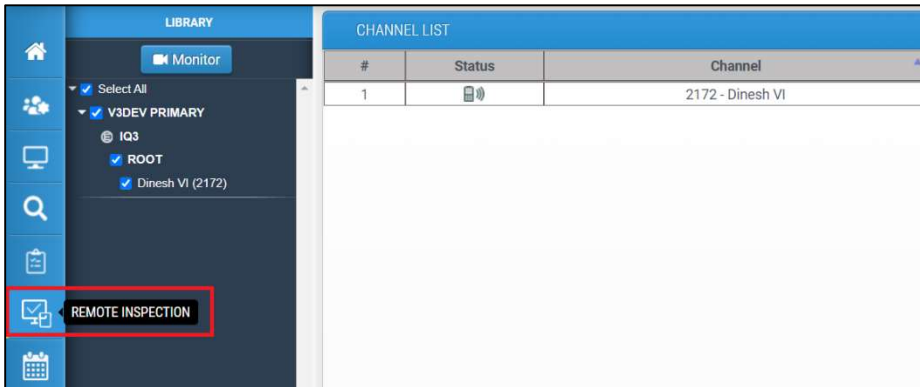 LIBRARY
Monitor
Select All
V3DEV PRIMARY
IQ3
ROOT
Dinesh VI (2172)
REMOTE INSPECTION
CHANNEL LIST
# Status Channel
1 2172 - Dinesh VI